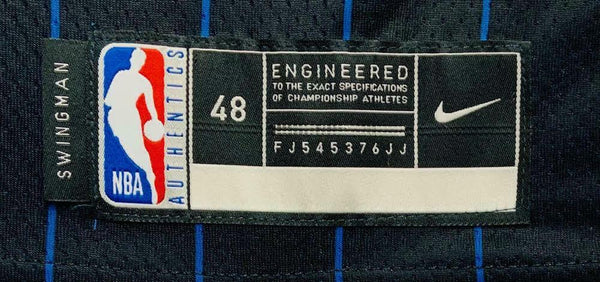 SWINGMAN
NBA
AUTHENTICS
48
ENGINEERED
TO THE EXACT SPECIFICATIONS
OF CHAMPIONSHIP ATHLETES
FJ545376JJ